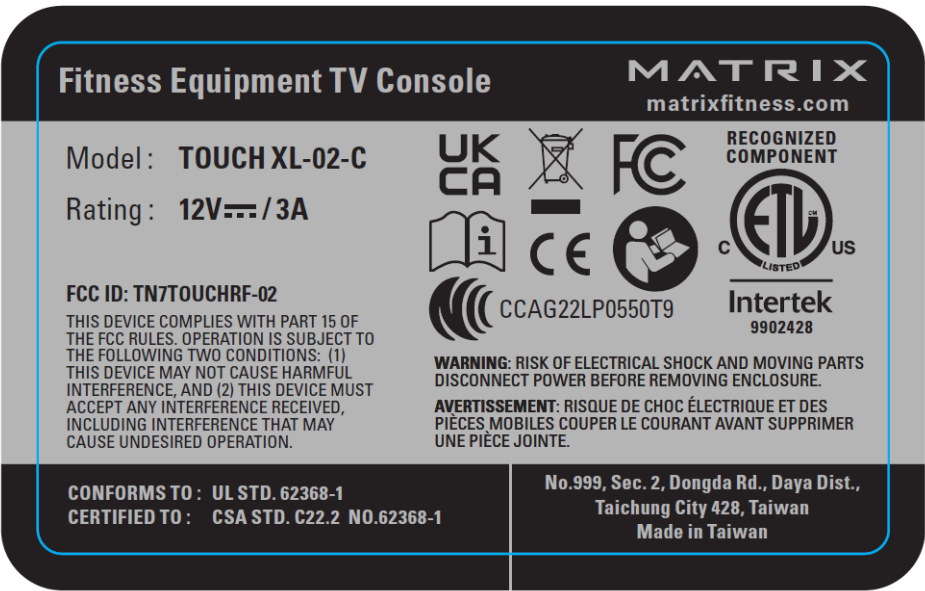 Fitness Equipment TV Console
MATRIX
matrixfitness.com
Model : TOUCH XL-02-C
Rating : 12V⎓ / 3A
FCC ID: TN7TOUCHRF-02
THIS DEVICE COMPLIES WITH PART 15 OF
THE FCC RULES. OPERATION IS SUBJECT TO
THE FOLLOWING TWO CONDITIONS: (1)
THIS DEVICE MAY NOT CAUSE HARMFUL
INTERFERENCE, AND (2) THIS DEVICE MUST
ACCEPT ANY INTERFERENCE RECEIVED,
INCLUDING INTERFERENCE THAT MAY
CAUSE UNDESIRED OPERATION.
UK
CA
FC
i
CE
RECOGNIZED
COMPONENT
ETL
CM
LISTED
C US
Intertek
9902428
CCAG22LP0550T9
WARNING: RISK OF ELECTRICAL SHOCK AND MOVING PARTS
DISCONNECT POWER BEFORE REMOVING ENCLOSURE.
AVERTISSEMENT: RISQUE DE CHOC ÉLECTRIQUE ET DES
PIÈCES MOBILES COUPER LE COURANT AVANT SUPPRIMER
UNE PIÈCE JOINTE.
CONFORMS TO : UL STD. 62368-1
CERTIFIED TO : CSA STD. C22.2 NO.62368-1
No.999, Sec. 2, Dongda Rd., Daya Dist.,
Taichung City 428, Taiwan
Made in Taiwan